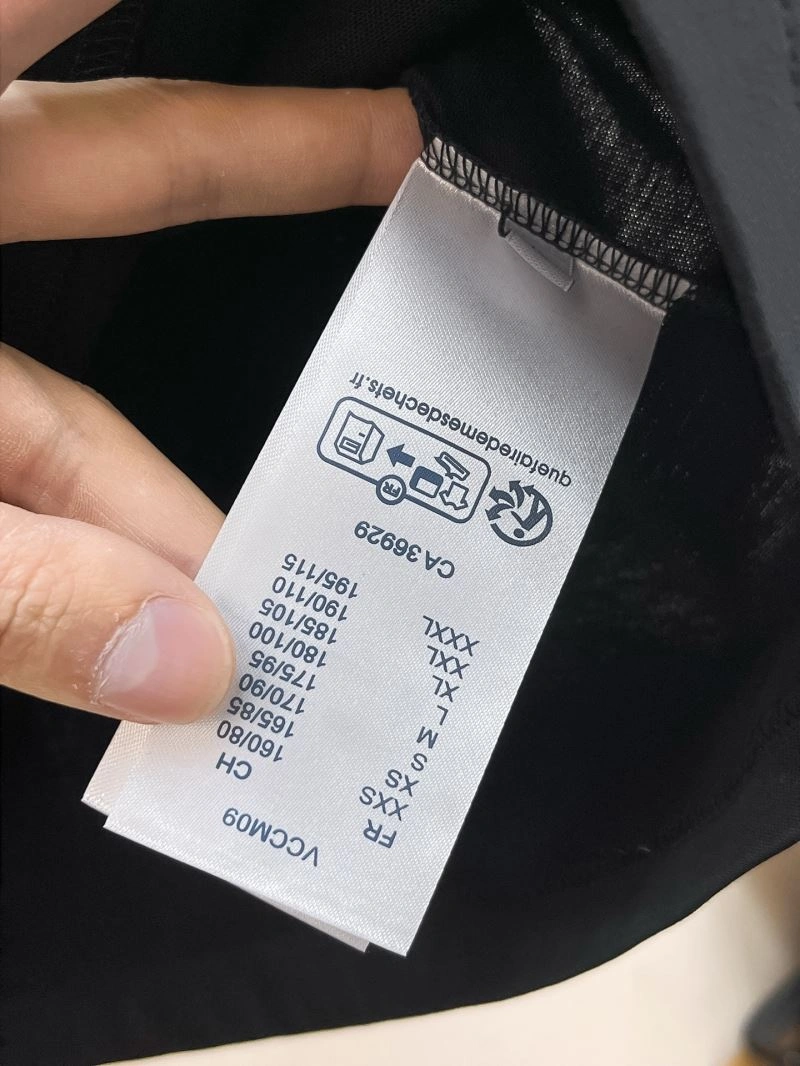 VCCM09
FR CH
XXS 160/80
XS 165/85
S 170/90
M 175/95
L 180/100
XL 185/105
XXL 190/110
XXXL 195/115
CA 36929
FR
quefairedemesdechets.fr